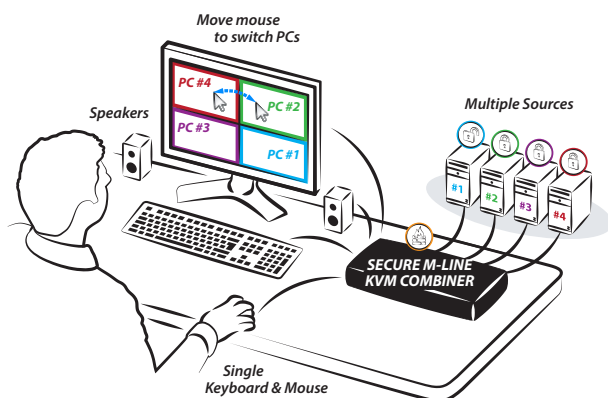 Move mouse
to switch PCs
PC #4
PC #2
PC #3
PC #1
Speakers
Multiple Sources
#1
#2
#3
#4
SECURE M-LINE
KVM COMBINER
Single
Keyboard & Mouse